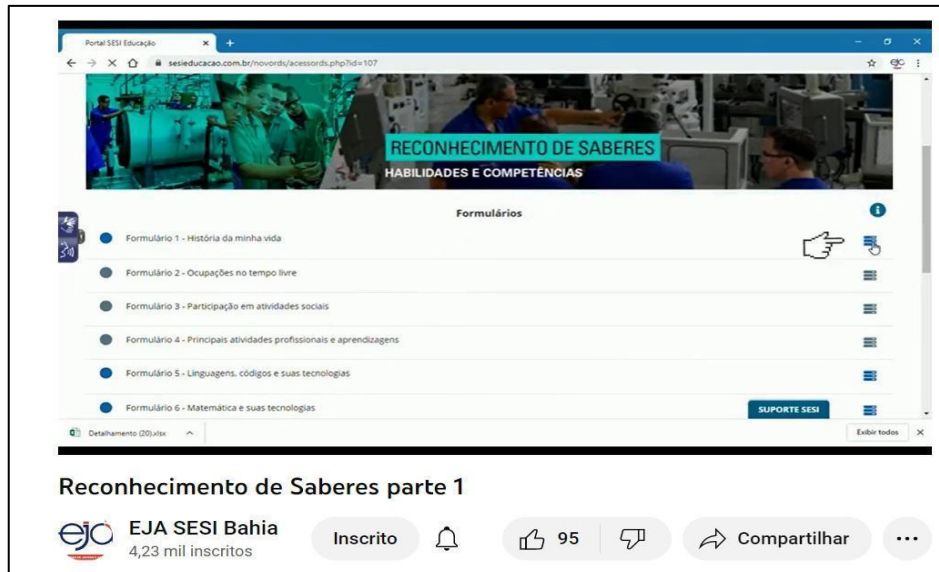 Portal SESI Educação
sesieducacao.com.br/novords/acessords.php?id=107
ejc
RECONHECIMENTO DE SABERES
HABILIDADES E COMPETÊNCIAS
Formulários
Formulário 1 - História da minha vida
Formulário 2 - Ocupações no tempo livre
Formulário 3 - Participação em atividades sociais
Formulário 4 - Principais atividades profissionais e aprendizagens
Formulário 5 - Linguagens, códigos e suas tecnologias
Formulário 6 - Matemática e suas tecnologias
SUPORTE SESI
Detalhamento (20).xlsx
Exibir todos
Reconhecimento de Saberes parte 1
eja
EJA SESI Bahia
4,23 mil inscritos
Inscrito
95
Compartilhar